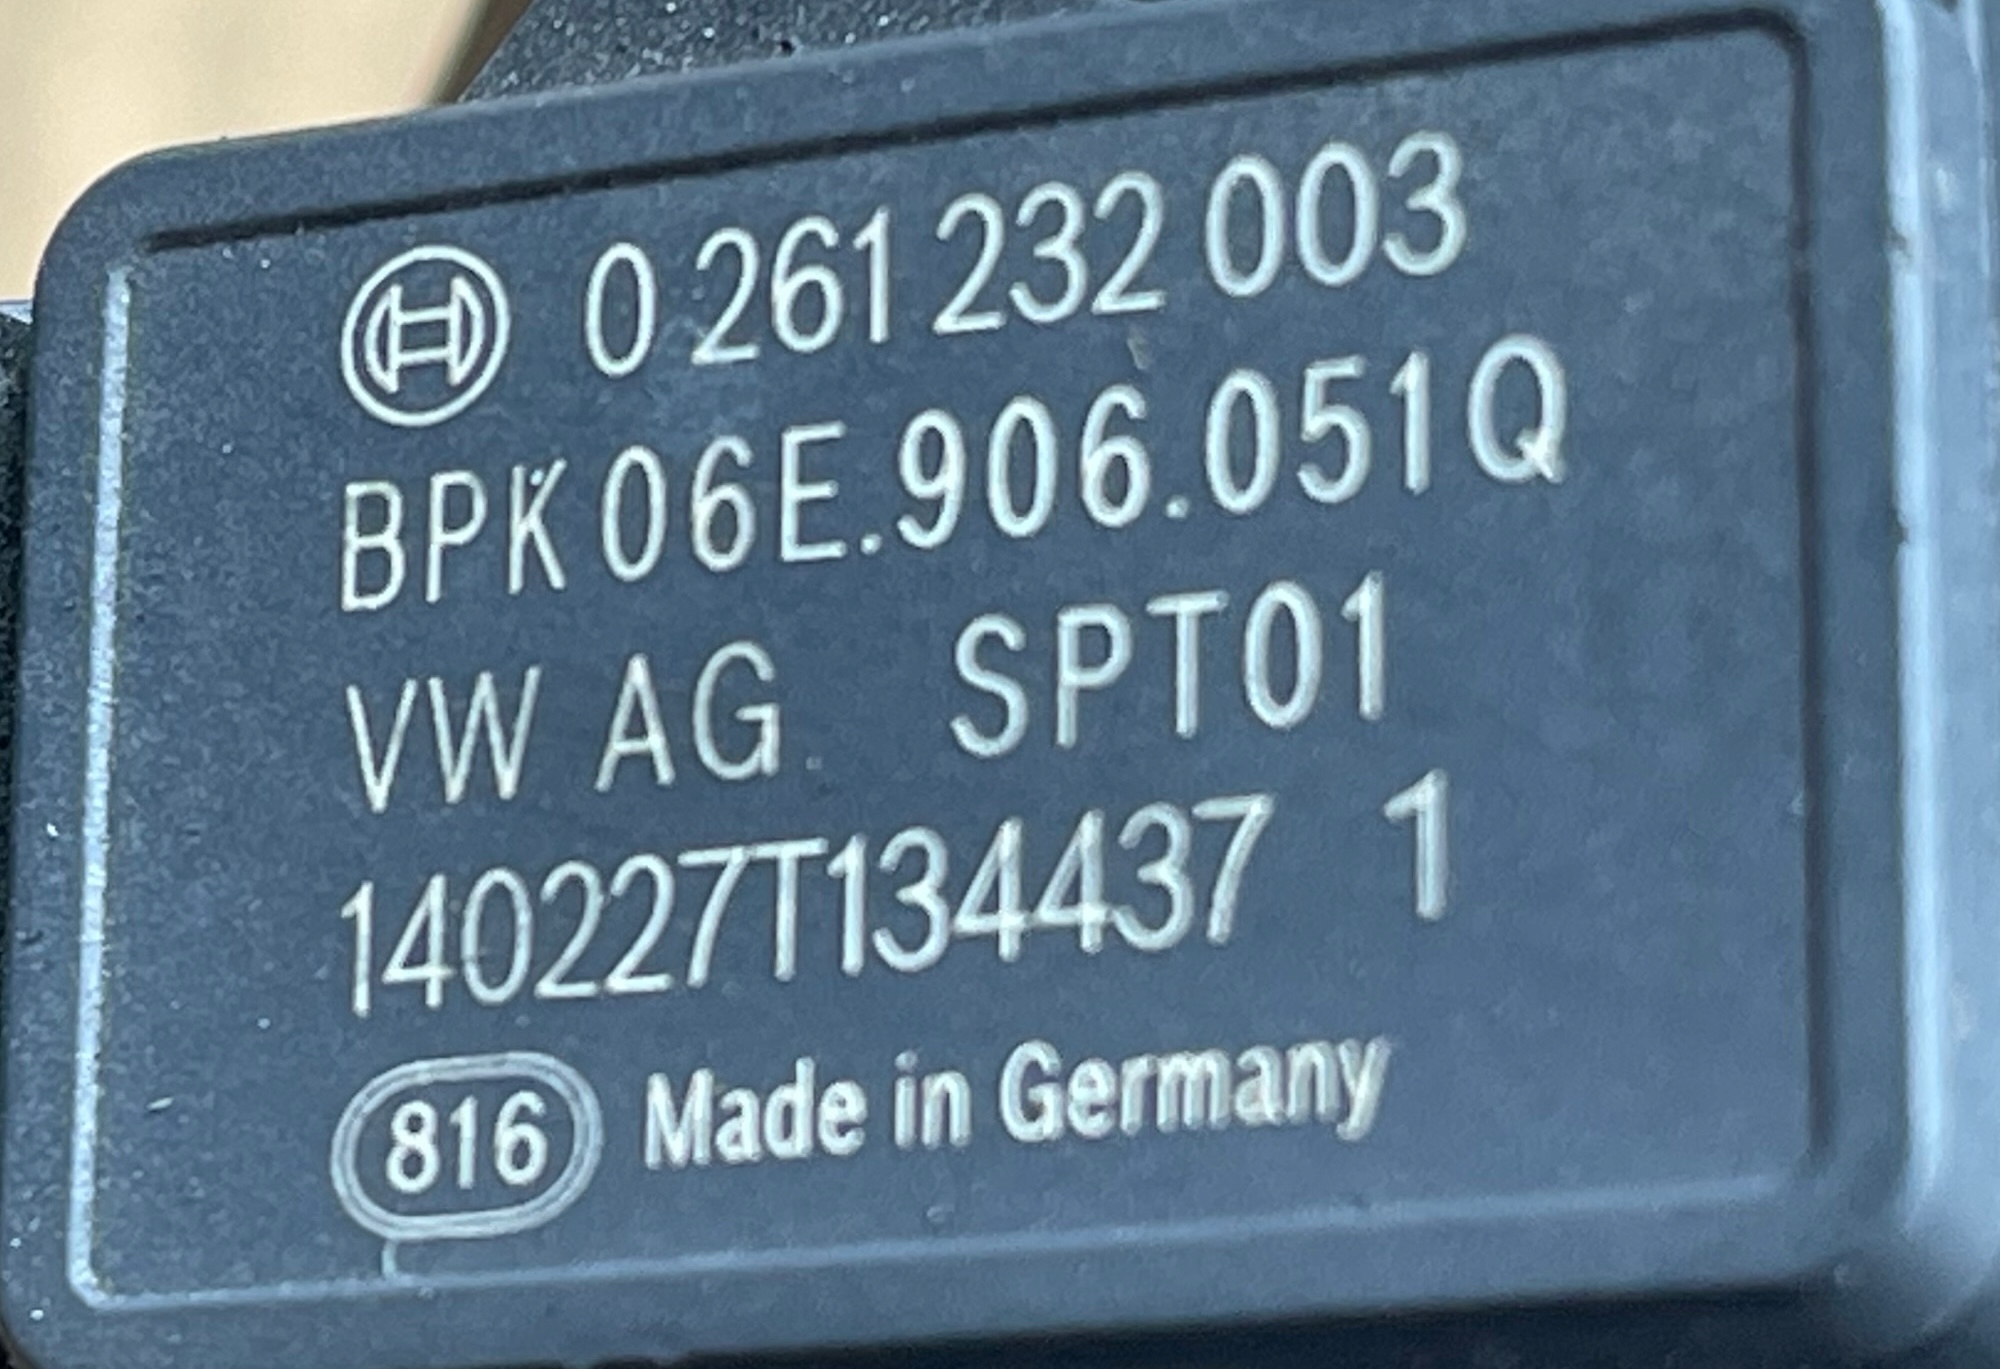 0 261 232 003
BPK 06E.906.051Q
VW AG. SPT01
140227T134437 1
816 Made in Germany